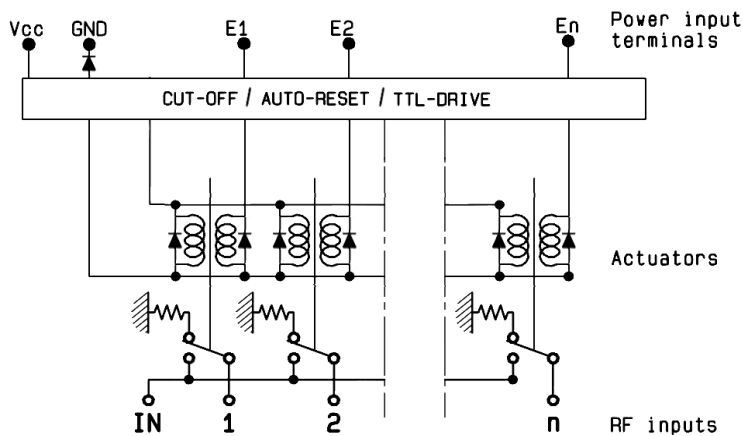 Vcc GND E1 E2 En Power input
terminals
CUT-OFF / AUTO-RESET / TTL-DRIVE
Actuators
IN 1 2 n RF inputs